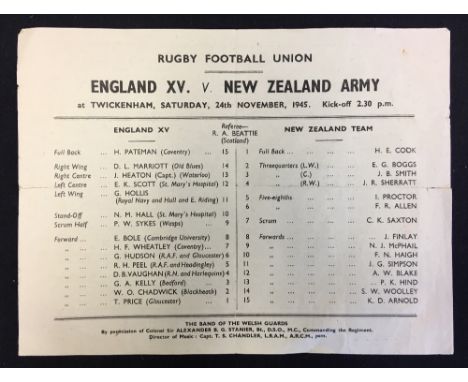 RUGBY FOOTBALL UNION
ENGLAND XV. V. NEW ZEALAND ARMY
at TWICKENHAM, SATURDAY, 24th NOVEMBER, 1945. Kick-off 2.30 p.m.
ENGLAND XV Referee— R. A. BEATTIE (Scotland) NEW ZEALAND TEAM
Full Back ... H. PATEMAN (Coventry) 15 1 Full Back ... ... ... ... H. E. COOK
Right Wing ... D. L. MARRIOTT (Old Blues) 14 2 Threequarters (L.W.) ... ... E. G. BOGGS
Right Centre ... J. HEATON (Capt.) (Waterloo) 13 3 „ (C.) ... ... J. B. SMITH
Left Centre ... E. K. SCOTT (St. Mary's Hospital) 12 4 „ (R.W.) ... J. R. SHERRATT
Left Wing ... G. HOLLIS (Royal Navy and Hull and E. Riding) 11 5 Five-eighths ... ... ... I. PROCTOR
6 „ ... ... ... F. R. ALLEN
Stand-Off ... N. M. HALL (St. Mary's Hospital) 10
Scrum Half ... P. W. SYKES (Wasps) ... 9 7 Scrum ... ... ... ... C. K. SAXTON
Forward ... ... E. BOLE (Cambridge University) 8 8 Forwards ... ... ... ... J. FINLAY
„ ... ... H. F. WHEATLEY (Coventry) ... 7 9 „ ... ... ... N. J. McPHAIL
„ ... ... G. HUDSON (R.A.F. and Gloucester) 6 10 „ ... ... ... F. N. HAIGH
„ ... ... R. H. PEEL (R.A.F. and Headingley) 5 11 „ ... ... ... J. G. SIMPSON
„ ... ... D. B. VAUGHAN (R.N. and Harlequins) 4 12 „ ... ... ... A. W. BLAKE
„ ... ... G. A. KELLY (Bedford) ... 3 13 „ ... ... ... P. K. HIND
„ ... ... W. O. CHADWICK (Blackheath) 2 14 „ ... ... ... S. W. WOOLLEY
„ ... ... T. PRICE (Gloucester) ... 1 15 „ ... ... ... K. D. ARNOLD
THE BAND OF THE WELSH GUARDS
By permission of Colonel Sir ALEXANDER B. G. STANIER, Bt., D.S.O., M.C., Commanding the Regiment.
Director of Music: Capt. T. S. CHANDLER, L.R.A.M., A.R.C.M., psm.